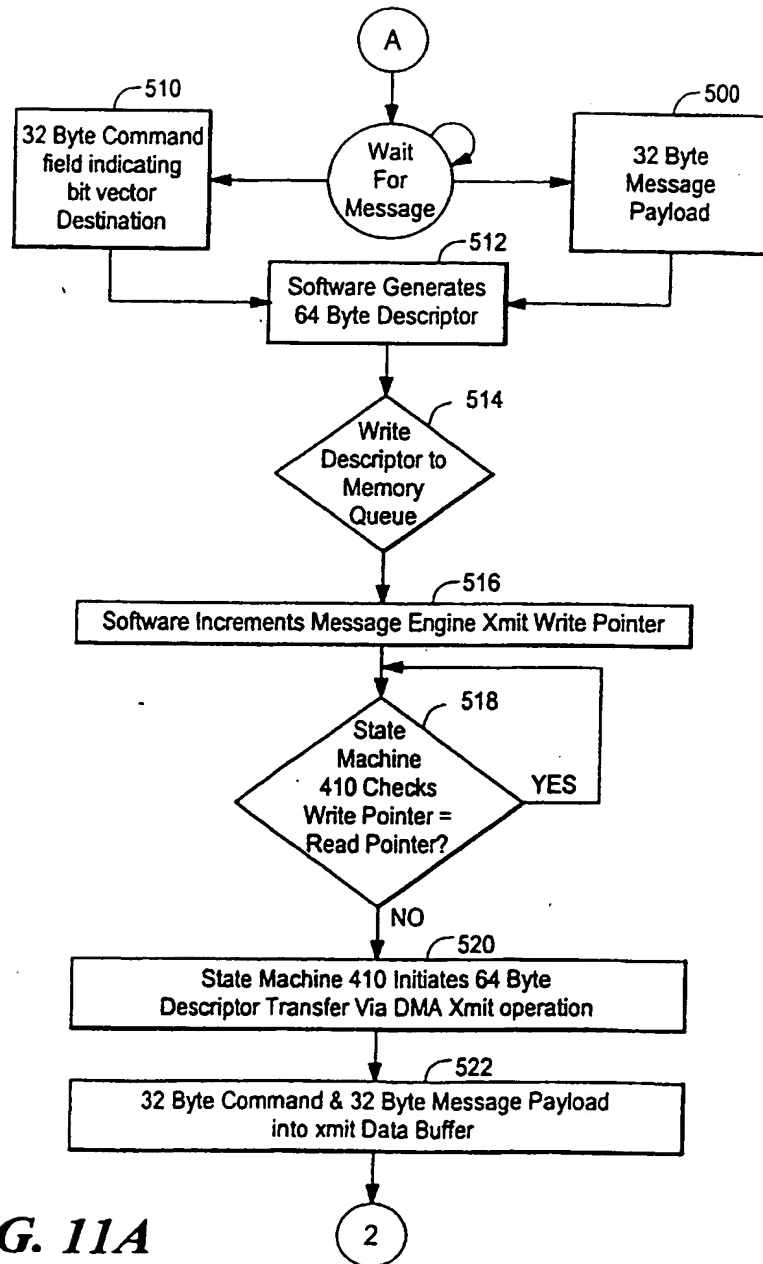 A
510
32 Byte Command
field indicating
bit vector
Destination
Wait
For
Message
500
32 Byte
Message
Payload
512
Software Generates
64 Byte Descriptor
514
Write
Descriptor to
Memory
Queue
516
Software Increments Message Engine Xmit Write Pointer
518
State
Machine
410 Checks
Write Pointer =
Read Pointer?
YES
NO
520
State Machine 410 Initiates 64 Byte
Descriptor Transfer Via DMA Xmit operation
522
32 Byte Command & 32 Byte Message Payload
into xmit Data Buffer
2
G. 11A